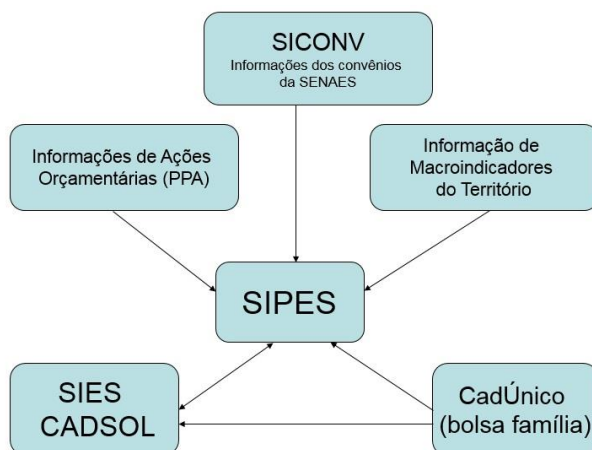 SICONV
Informações dos convênios
da SENAES
Informações de Ações
Orçamentárias (PPA)
Informação de
Macroindicadores
do Território
SIPES
SIES
CADSOL
CadÚnico
(bolsa família)